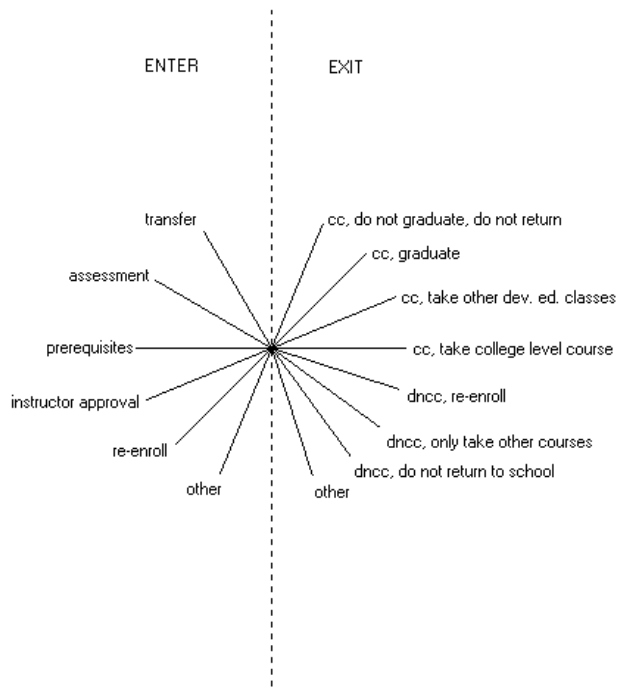 ENTER
EXIT
transfer
cc, do not graduate, do not return
cc, graduate
assessment
cc, take other dev. ed. classes
prerequisites
cc, take college level course
dncc, re-enroll
instructor approval
dncc, only take other courses
re-enroll
dncc, do not return to school
other
other